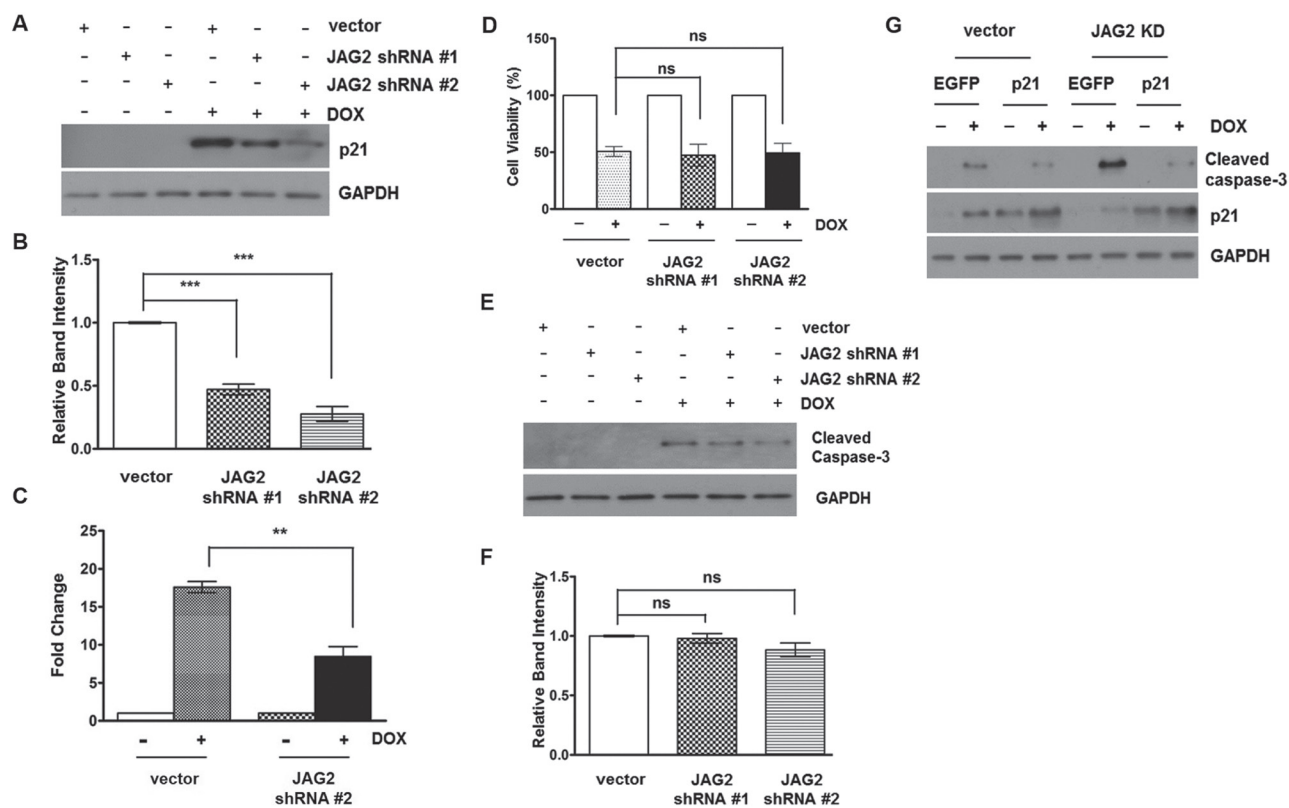 A
+ - - + - - vector
- + - - + - JAG2 shRNA #1
- - + - - + JAG2 shRNA #2
- - - + + + DOX
p21
GAPDH
B
Relative Band Intensity
1.5
1.0
0.5
0.0
***
***
vector
JAG2
shRNA #1
JAG2
shRNA #2
C
Fold Change
25
20
15
10
5
0
**
- + - + DOX
vector
JAG2
shRNA #2
D
Cell Viability (%)
150
100
50
0
ns
ns
- + - + - + DOX
vector
JAG2
shRNA #1
JAG2
shRNA #2
E
+ - - + - - vector
- + - - + - JAG2 shRNA #1
- - + - - + JAG2 shRNA #2
- - - + + + DOX
Cleaved
Caspase-3
GAPDH
F
Relative Band Intensity
1.5
1.0
0.5
0.0
ns
ns
vector
JAG2
shRNA #1
JAG2
shRNA #2
G
vector JAG2 KD
EGFP p21 EGFP p21
- + - + - + - + DOX
Cleaved
caspase-3
p21
GAPDH